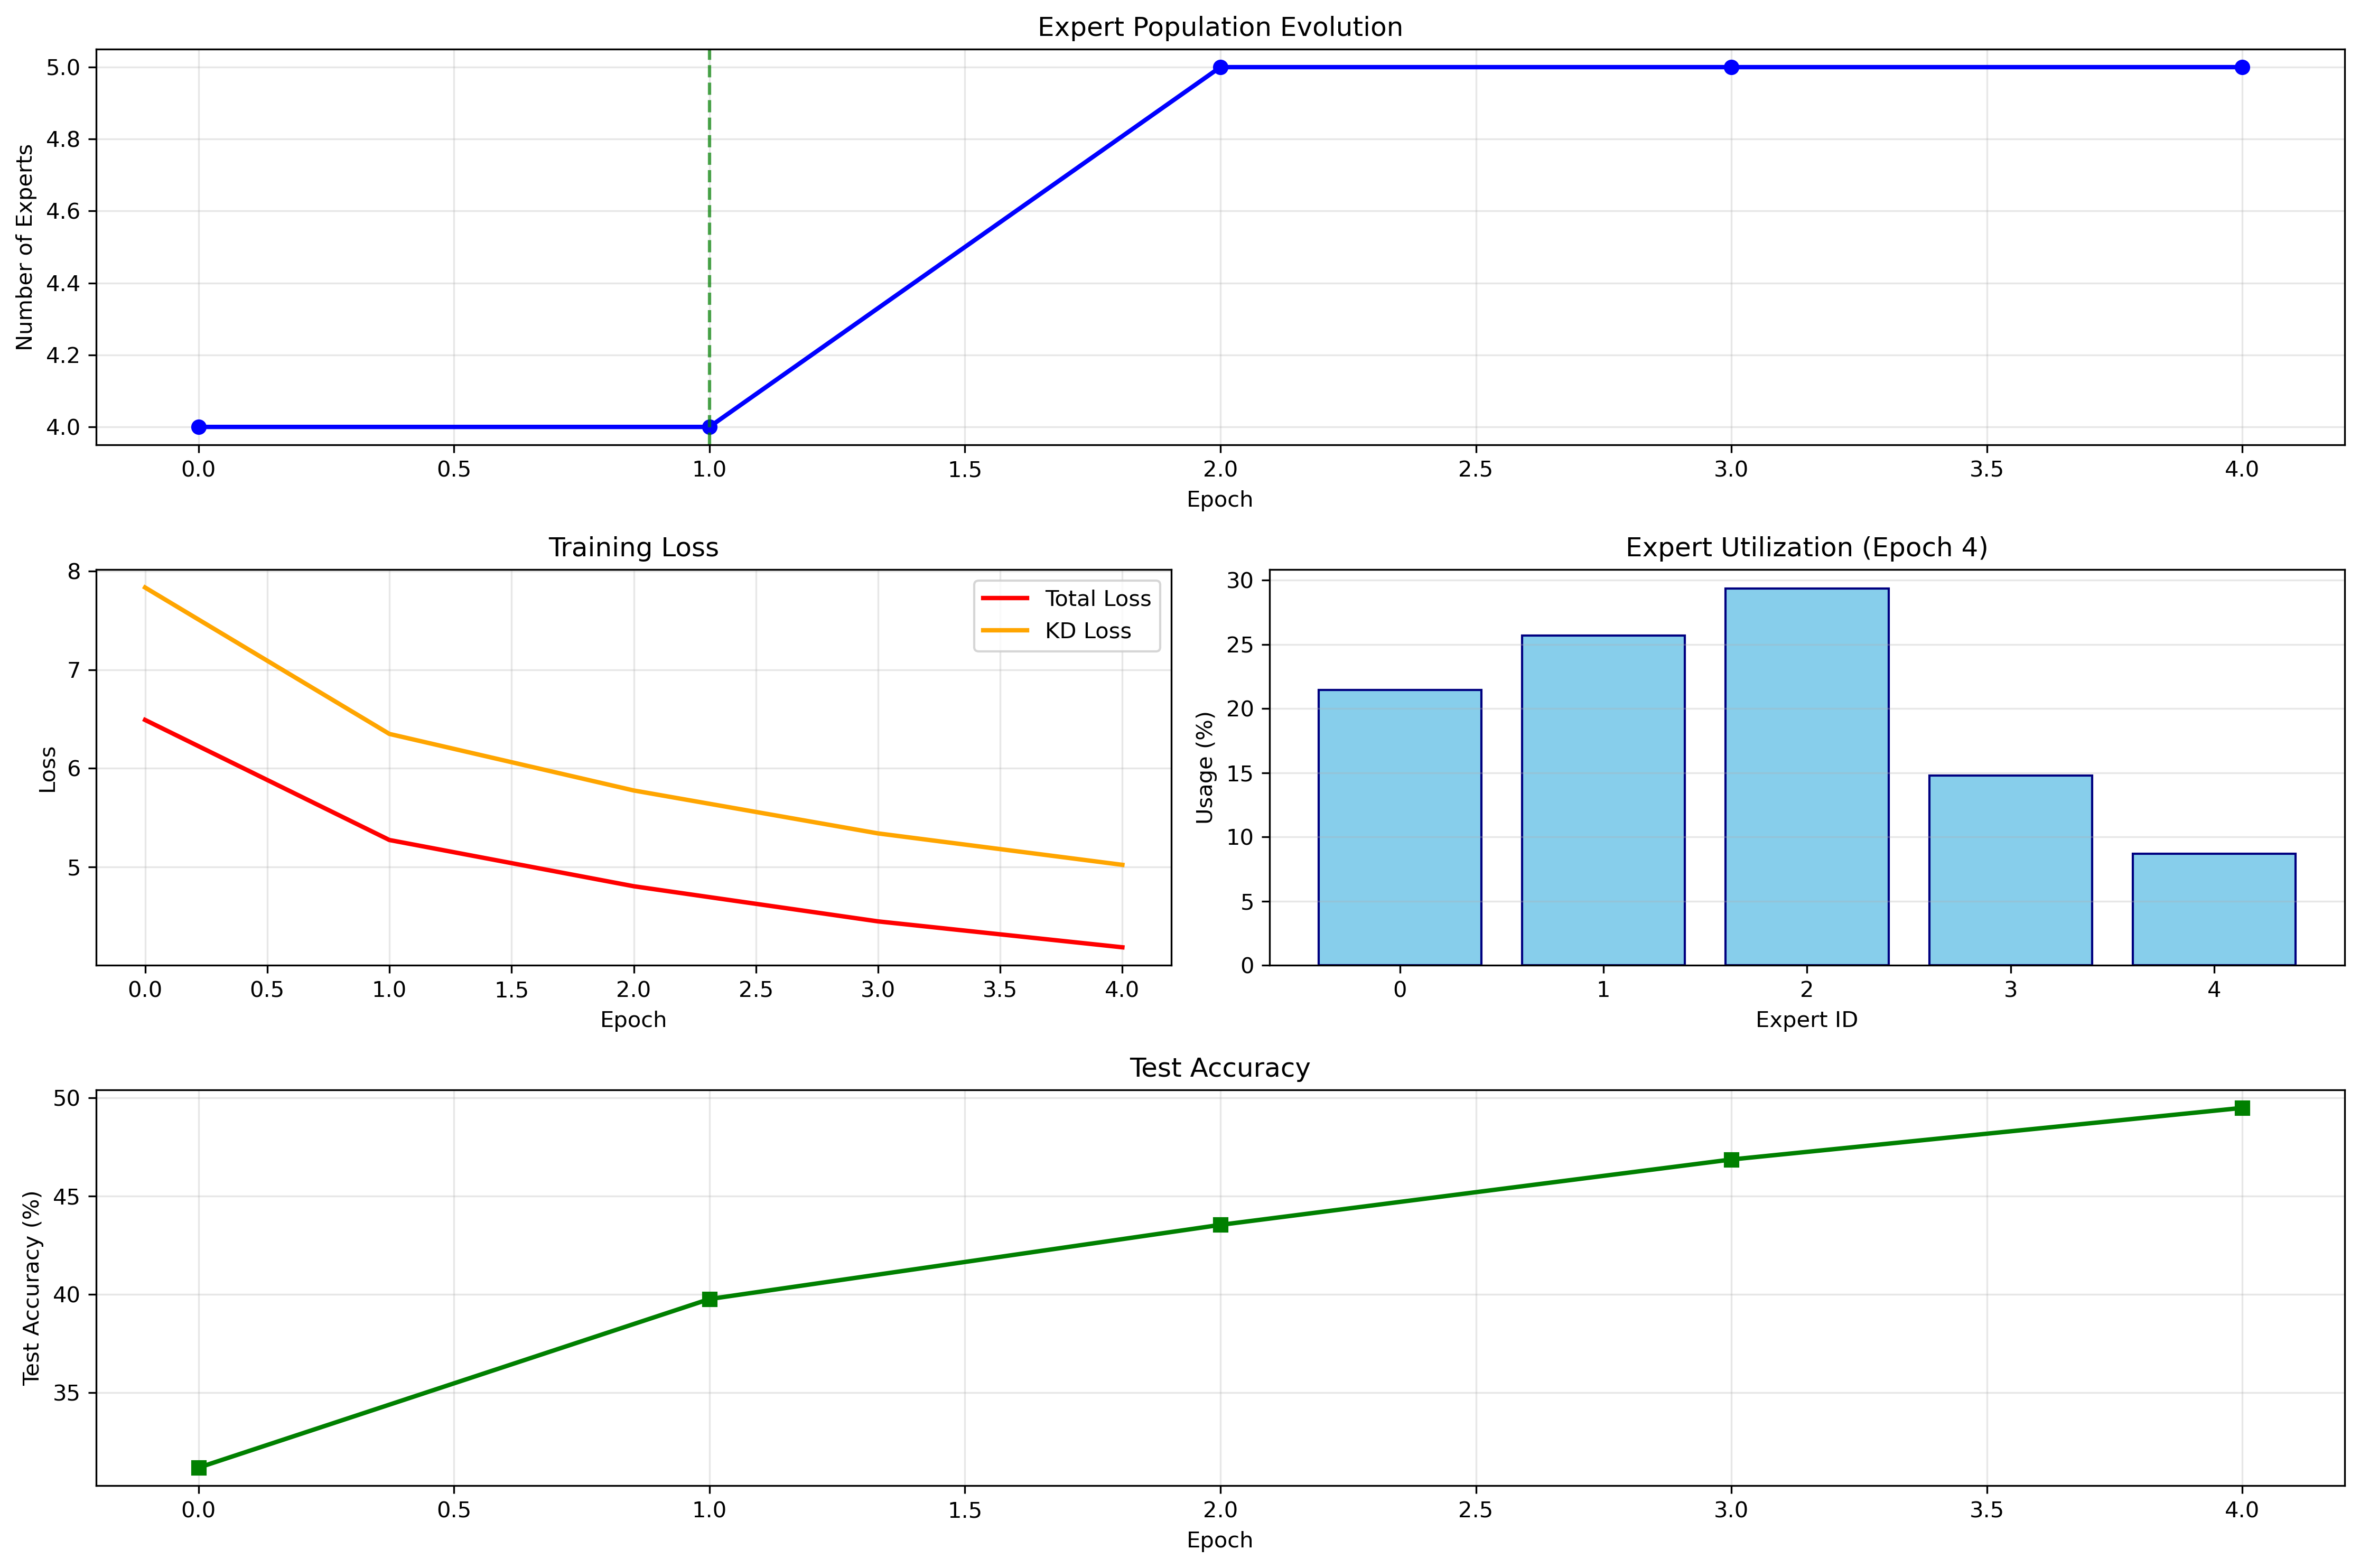 Expert Population Evolution
Number of Experts
5.0
4.8
4.6
4.4
4.2
4.0
0.0 0.5 1.0 1.5 2.0 2.5 3.0 3.5 4.0
Epoch
Training Loss
Loss
8
7
6
5
Total Loss
KD Loss
0.0 0.5 1.0 1.5 2.0 2.5 3.0 3.5 4.0
Epoch
Expert Utilization (Epoch 4)
Usage (%)
30
25
20
15
10
5
0
0 1 2 3 4
Expert ID
Test Accuracy
Test Accuracy (%)
50
45
40
35
0.0 0.5 1.0 1.5 2.0 2.5 3.0 3.5 4.0
Epoch